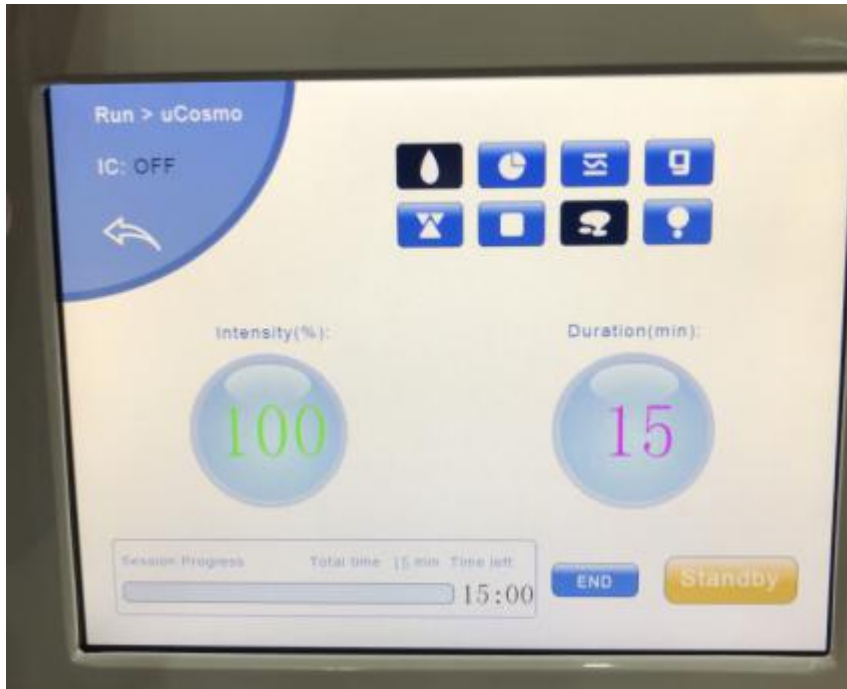 Run > uCosmo
IC: OFF
Intensity(%):
Duration(min):
100
15
Session Progress Total time 15 min Time left
15:00
END
Standby